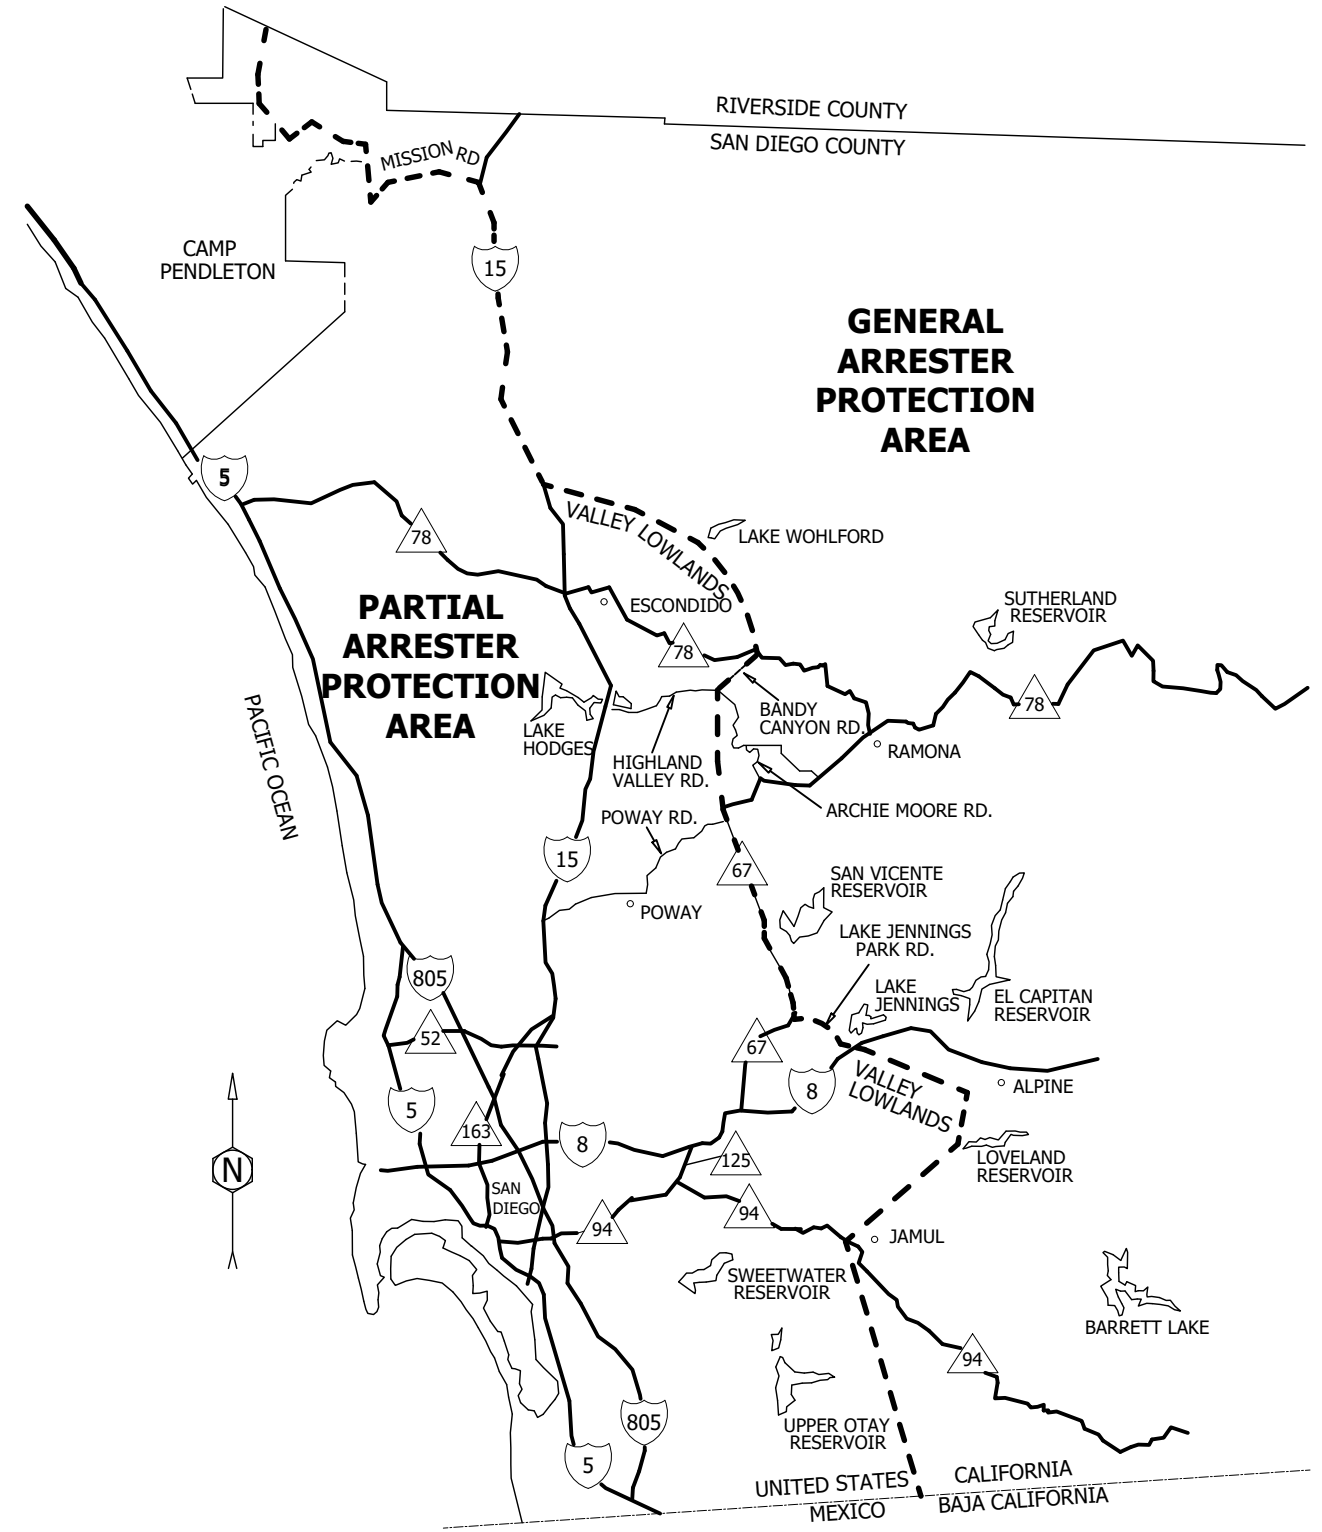 RIVERSIDE COUNTY
SAN DIEGO COUNTY
MISSION RD
CAMP
PENDLETON
15
GENERAL
ARRESTER
PROTECTION
AREA
5
78
VALLEY LOWLANDS
LAKE WOHLFORD
PARTIAL
ARRESTER
PROTECTION
AREA
ESCONDIDO
78
SUTHERLAND
RESERVOIR
78
PACIFIC OCEAN
LAKE
HODGES
BANDY
CANYON RD.
RAMONA
HIGHLAND
VALLEY RD.
ARCHIE MOORE RD.
POWAY RD.
15
67
SAN VICENTE
RESERVOIR
POWAY
LAKE JENNINGS
PARK RD.
805
LAKE
JENNINGS
EL CAPITAN
RESERVOIR
52
67
VALLEY
LOWLANDS
ALPINE
8
5
163
8
125
LOVELAND
RESERVOIR
N
SAN
DIEGO
94
94
JAMUL
SWEETWATER
RESERVOIR
BARRETT LAKE
94
805
UPPER OTAY
RESERVOIR
5
UNITED STATES
MEXICO
CALIFORNIA
BAJA CALIFORNIA